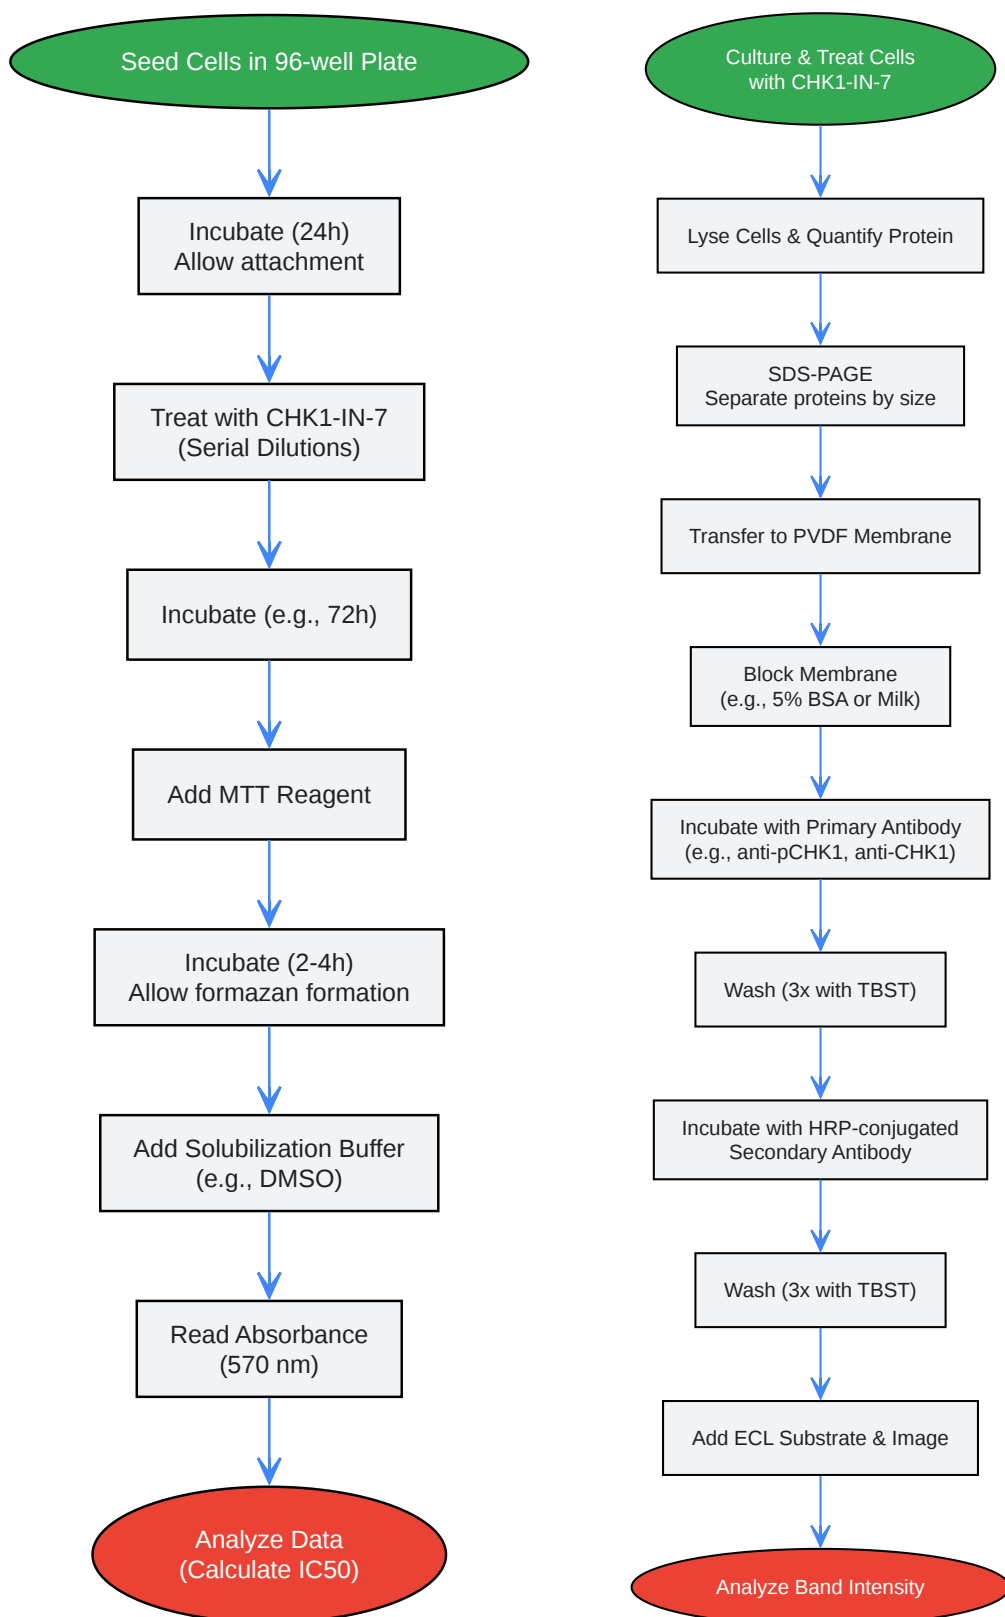 Seed Cells in 96-well Plate
Incubate (24h)
Allow attachment
Treat with CHK1-IN-7
(Serial Dilutions)
Incubate (e.g., 72h)
Add MTT Reagent
Incubate (2-4h)
Allow formazan formation
Add Solubilization Buffer
(e.g., DMSO)
Read Absorbance
(570 nm)
Analyze Data
(Calculate IC50)
Culture & Treat Cells
with CHK1-IN-7
Lyse Cells & Quantify Protein
SDS-PAGE
Separate proteins by size
Transfer to PVDF Membrane
Block Membrane
(e.g., 5% BSA or Milk)
Incubate with Primary Antibody
(e.g., anti-pCHK1, anti-CHK1)
Wash (3x with TBST)
Incubate with HRP-conjugated
Secondary Antibody
Wash (3x with TBST)
Add ECL Substrate & Image
Analyze Band Intensity